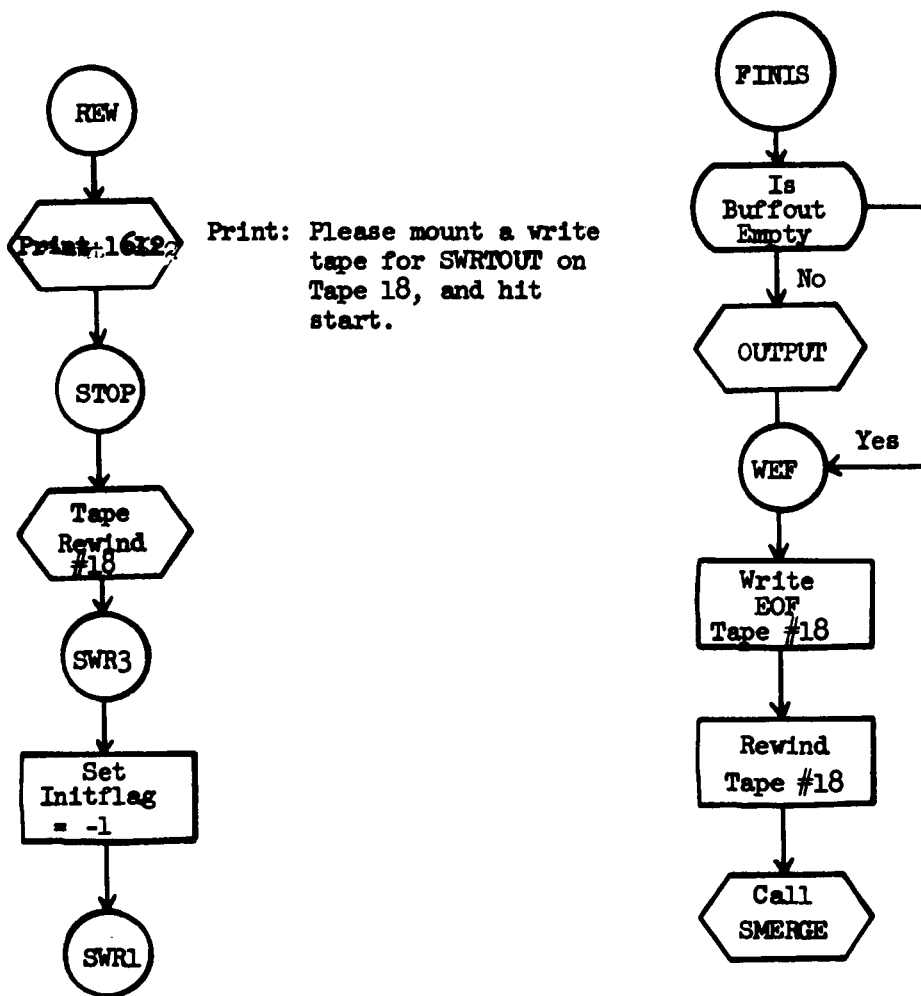 REW
Print
Print: Please mount a write
tape for SWRTOUT on
Tape 18, and hit
start.
STOP
Tape
Rewind
#18
SWR3
Set
Initflag
= -1
SWR1
FINIS
Is
Buffout
Empty
No
OUTPUT
Yes
WEF
Write
EOF
Tape #18
Rewind
Tape #18
Call
SMERGE